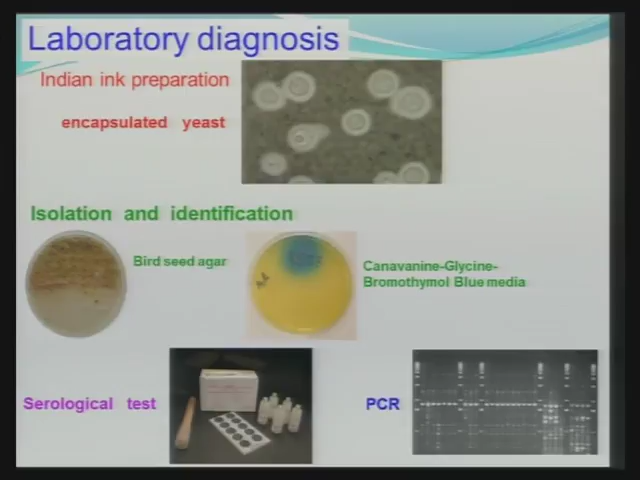 Laboratory diagnosis
Indian ink preparation
encapsulated yeast
Isolation and identification
Bird seed agar
Canavanine-Glycine-
Bromothymol Blue media
Serological test
PCR